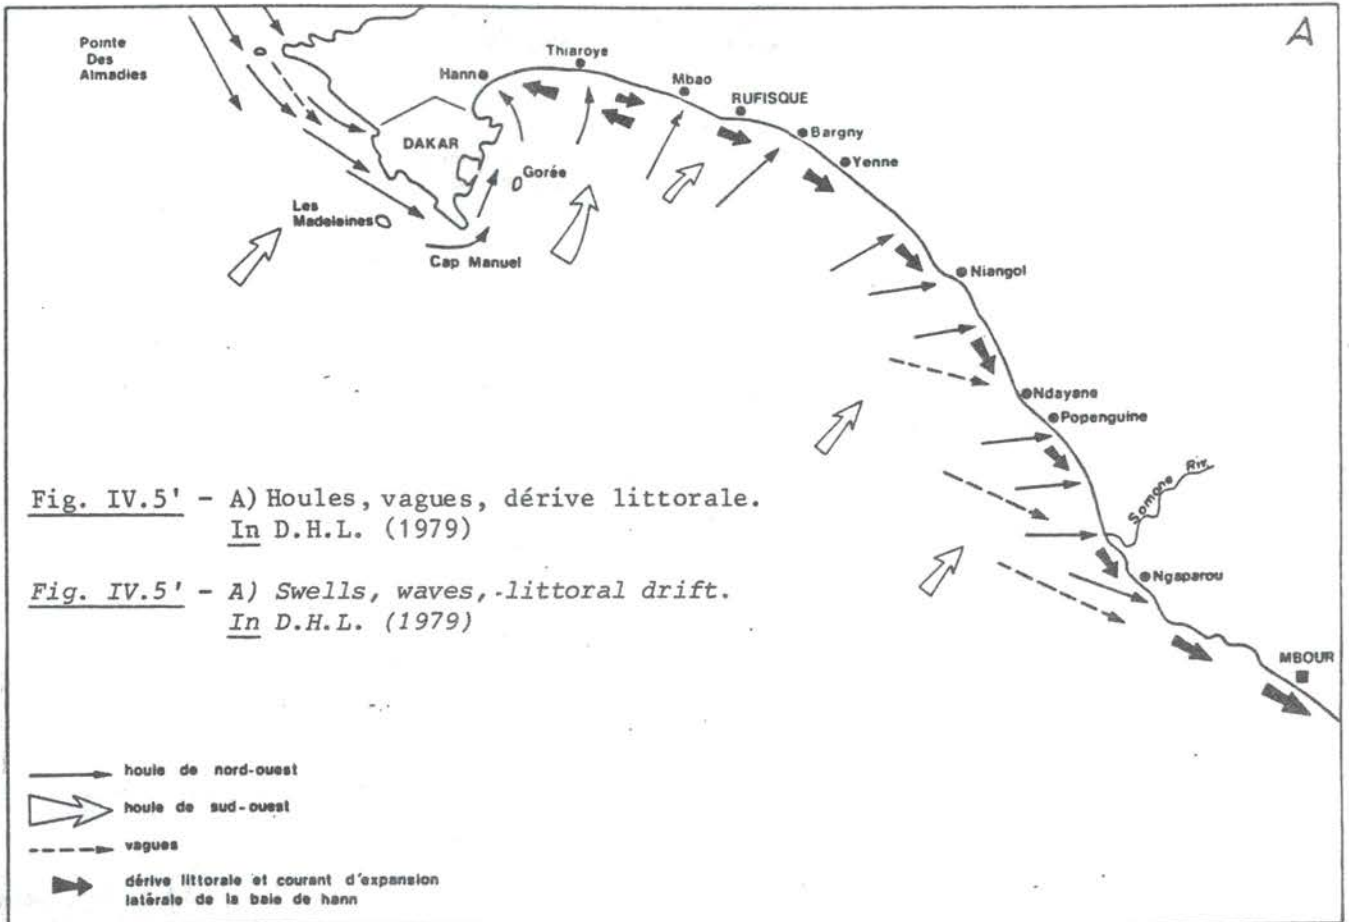 A
Pointe
Des
Almadies
Thiaroye
Hann
Mbao
RUFISQUE
DAKAR
Bargny
Yenne
Gorée
Les
Madeleines
Cap Manuel
Niangol
Ndayane
Popenguine
Somone Riv.
Ngaparou
MBOUR
Fig. IV.5' - A) Houles, vagues, dérive littorale.
In D.H.L. (1979)
Fig. IV.5' - A) Swells, waves, littoral drift.
In D.H.L. (1979)
houle de nord-ouest
houle de sud-ouest
vagues
dérive littorale et courant d'expansion
latérale de la baie de hann